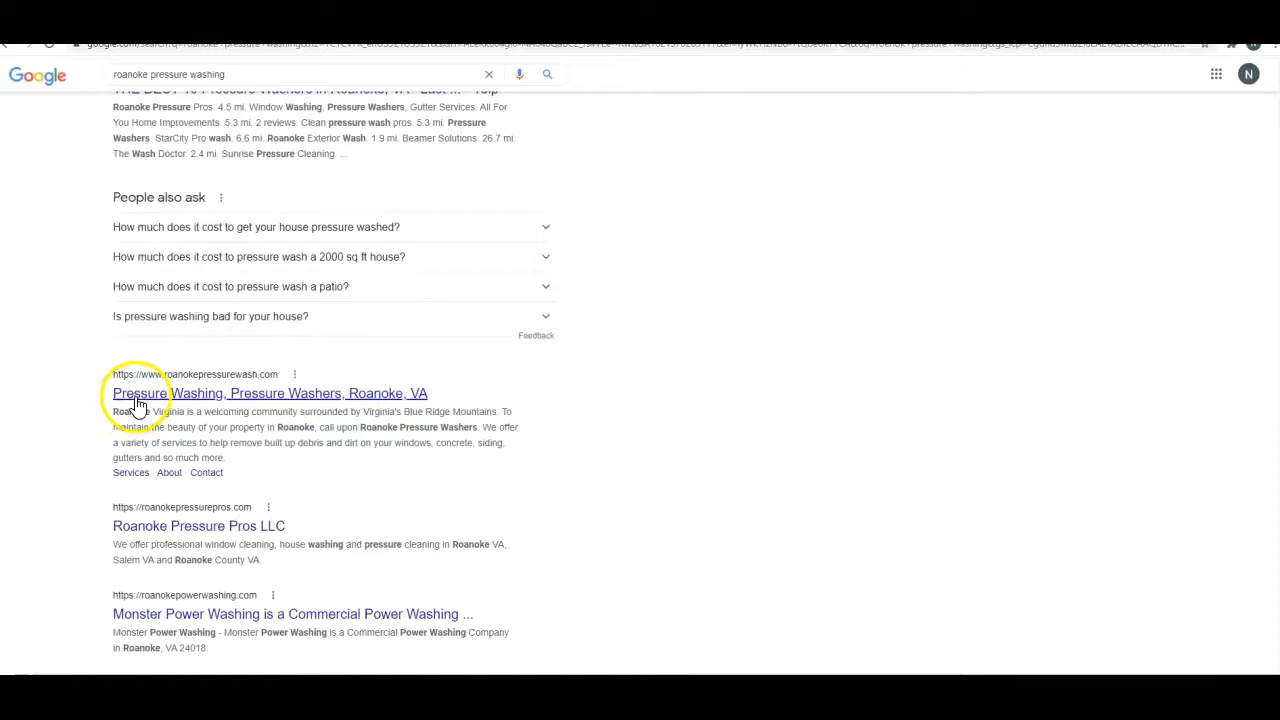 Google
roanoke pressure washing
N
Roanoke Pressure Pros. 4.5 mi. Window Washing, Pressure Washers, Gutter Services. All For
You Home Improvements. 5.3 mi. 2 reviews. Clean pressure wash pros. 5.3 mi. Pressure
Washers. StarCity Pro wash. 6.6 mi. Roanoke Exterior Wash. 1.9 mi. Beamer Solutions. 26.7 mi.
The Wash Doctor. 2.4 mi. Sunrise Pressure Cleaning. ...
People also ask
How much does it cost to get your house pressure washed?
How much does it cost to pressure wash a 2000 sq ft house?
How much does it cost to pressure wash a patio?
Is pressure washing bad for your house?
Feedback
https://www.roanokepressurewash.com
Pressure Washing, Pressure Washers, Roanoke, VA
Roanoke Virginia is a welcoming community surrounded by Virginia's Blue Ridge Mountains. To
maintain the beauty of your property in Roanoke, call upon Roanoke Pressure Washers. We offer
a variety of services to help remove built up debris and dirt on your windows, concrete, siding,
gutters and so much more.
Services About Contact
https://roanokepressurepros.com
Roanoke Pressure Pros LLC
We offer professional window cleaning, house washing and pressure cleaning in Roanoke VA,
Salem VA and Roanoke County VA.
https://roanokepowerwashing.com
Monster Power Washing is a Commercial Power Washing ...
Monster Power Washing - Monster Power Washing is a Commercial Power Washing Company
in Roanoke, VA 24018.